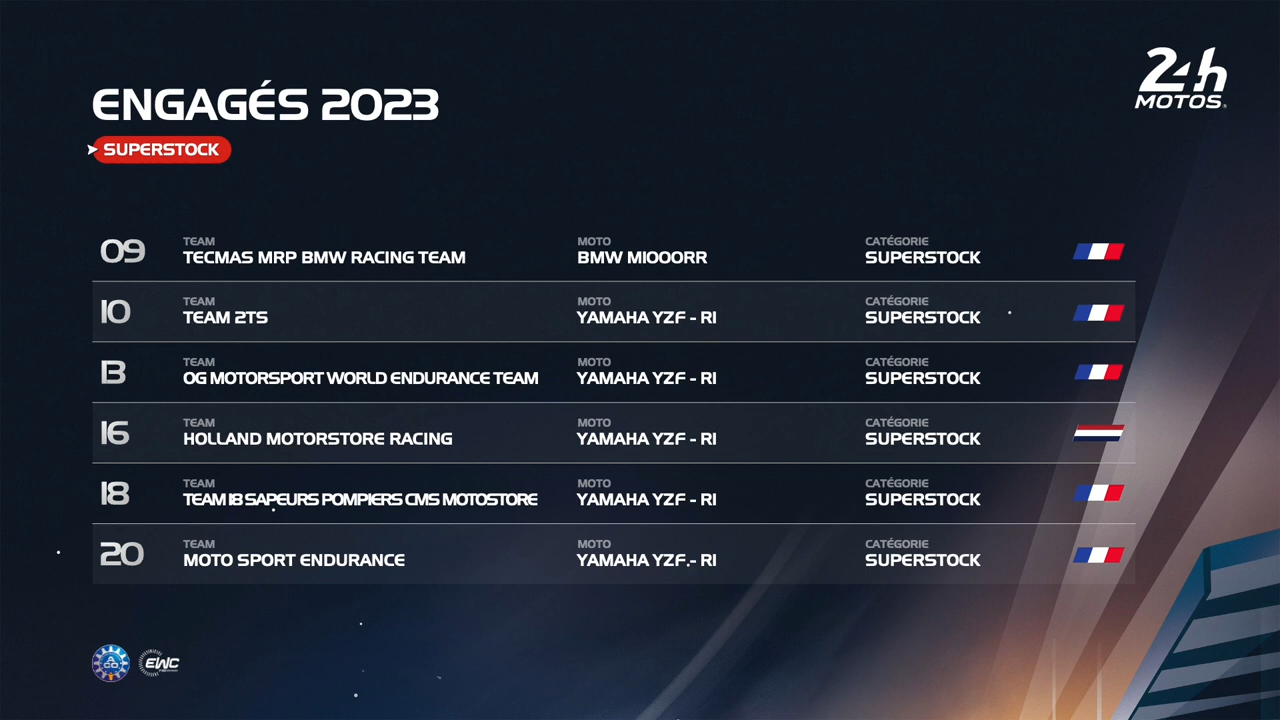 24h
MOTOS
ENGAGÉS 2023
SUPERSTOCK
09
TEAM
TECMAS MRP BMW RACING TEAM
MOTO
BMW M1000RR
CATÉGORIE
SUPERSTOCK
10
TEAM
TEAM 2TS
MOTO
YAMAHA YZF - R1
CATÉGORIE
SUPERSTOCK
13
TEAM
OG MOTORSPORT WORLD ENDURANCE TEAM
MOTO
YAMAHA YZF - R1
CATÉGORIE
SUPERSTOCK
16
TEAM
HOLLAND MOTORSTORE RACING
MOTO
YAMAHA YZF - R1
CATÉGORIE
SUPERSTOCK
18
TEAM
TEAM 18 SAPEURS POMPIERS CMS MOTOSTORE
MOTO
YAMAHA YZF - R1
CATÉGORIE
SUPERSTOCK
20
TEAM
MOTO SPORT ENDURANCE
MOTO
YAMAHA YZF - R1
CATÉGORIE
SUPERSTOCK
ACO
EWC